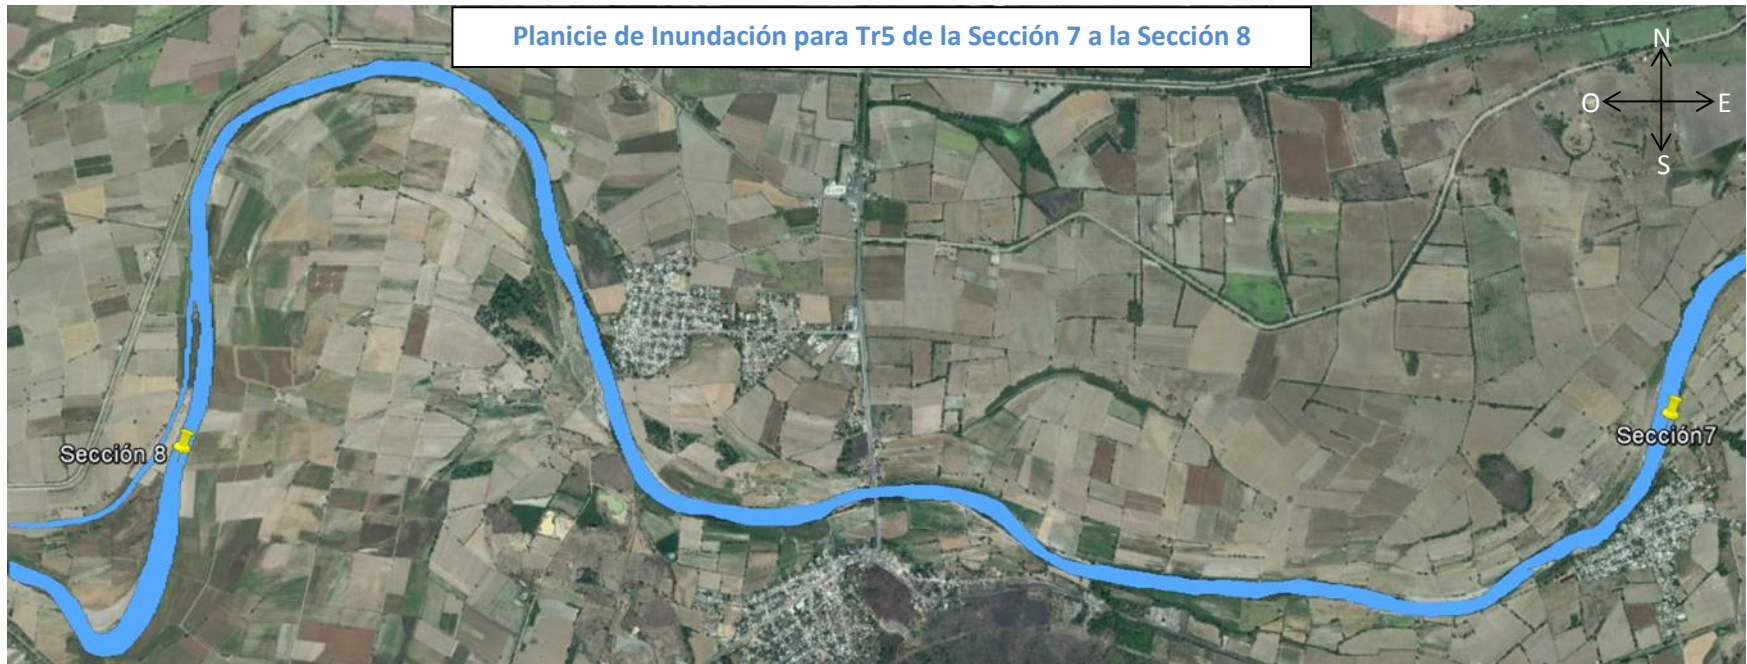 Planicie de Inundación para Tr5 de la Sección 7 a la Sección 8
N
O E
S
Sección 8
Sección7